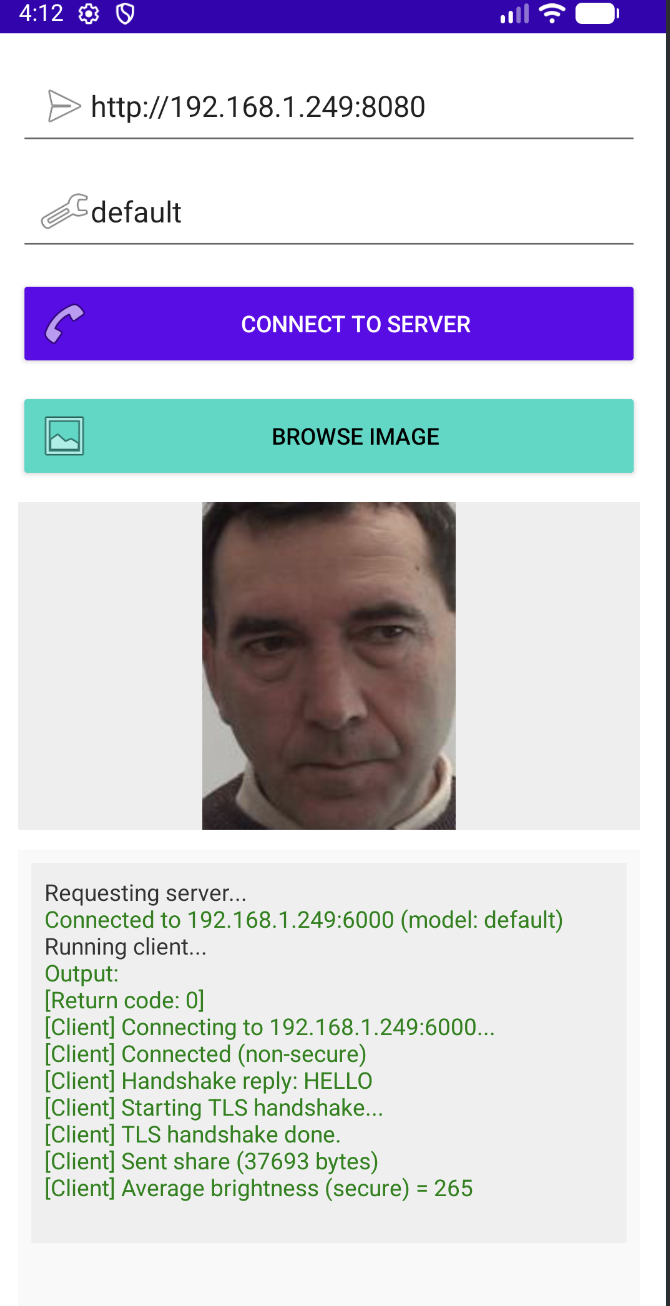 4:12
http://192.168.1.249:8080
default
CONNECT TO SERVER
BROWSE IMAGE
Requesting server...
Connected to 192.168.1.249:6000 (model: default)
Running client...
Output:
[Return code: 0]
[Client] Connecting to 192.168.1.249:6000...
[Client] Connected (non-secure)
[Client] Handshake reply: HELLO
[Client] Starting TLS handshake...
[Client] TLS handshake done.
[Client] Sent share (37693 bytes)
[Client] Average brightness (secure) = 265